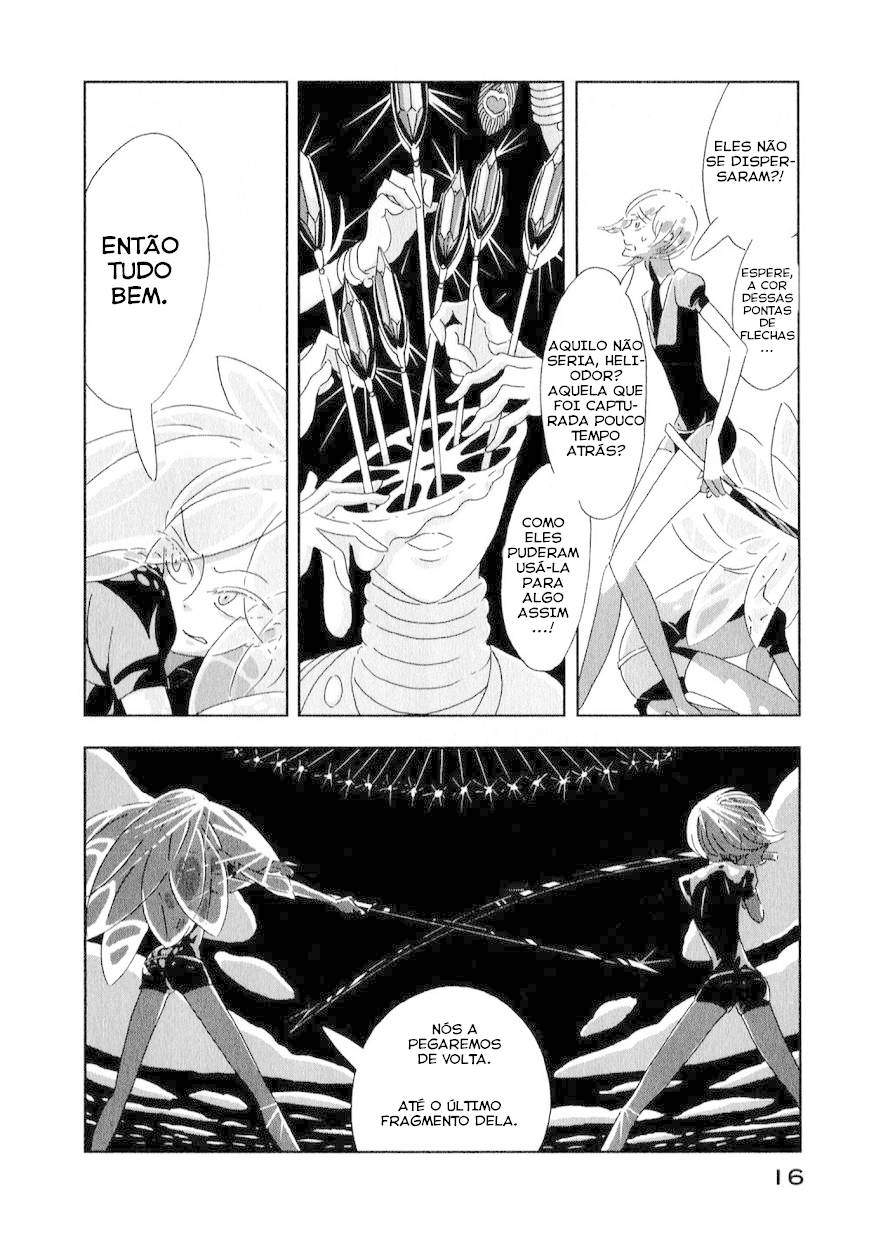 ELES NÃO
SE DISPER-
SARAM?!
ESPERE,
A COR
DESSAS
PONTAS
DE
FLECHAS
...
AQUILO NÃO
SERIA, HELI-
ODOR?
AQUELA QUE
FOI CAPTU-
RADA POUCO
TEMPO
ATRÁS?
COMO
ELES
PUDERAM
USÁ-LA
PARA
ALGO
ASSIM
...!
ENTÃO
TUDO
BEM.
NÓS A
PEGAREMOS
DE VOLTA.
ATÉ O ÚLTIMO
FRAGMENTO DELA.
16